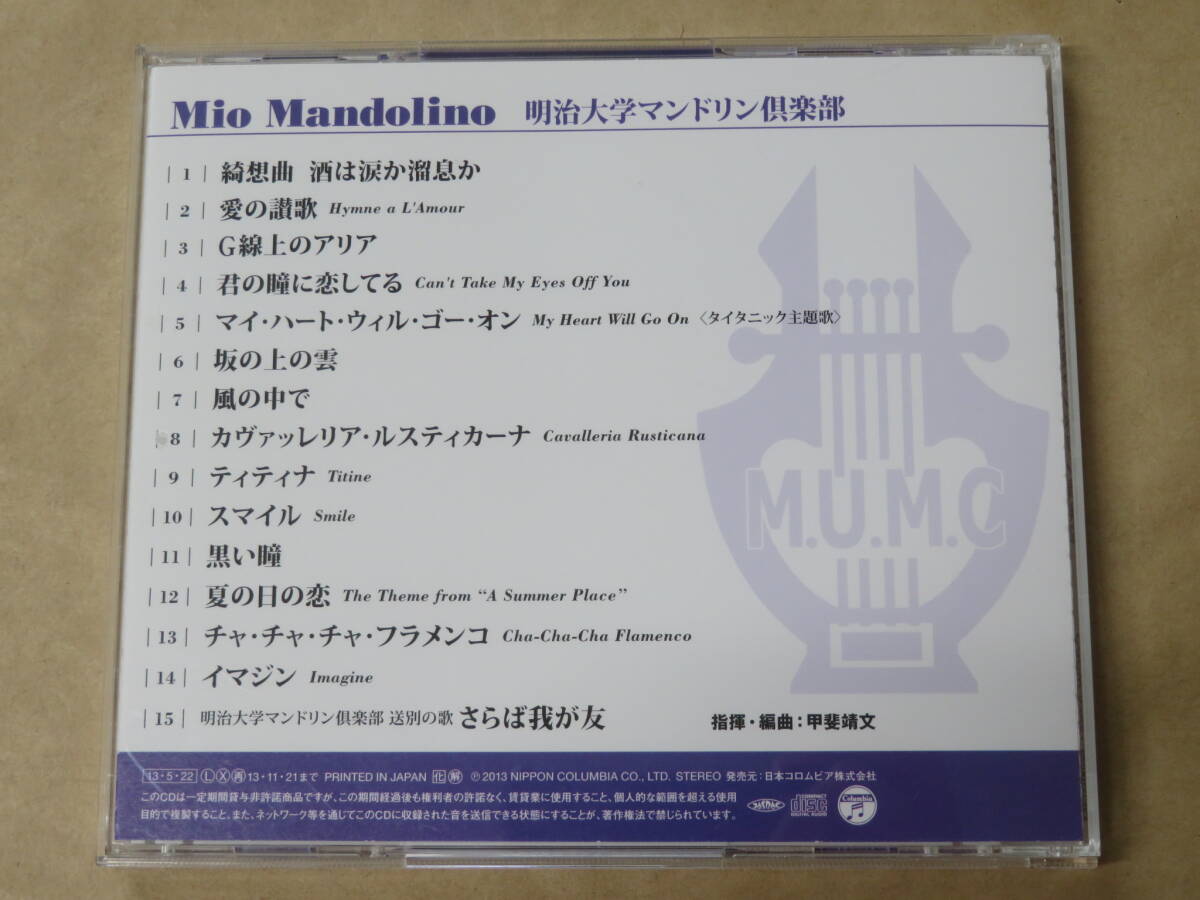 Mio Mandolino 明治大学マンドリン倶楽部
|1| 綺想曲 酒は涙か溜息か
|2| 愛の讃歌 Hymne a L'Amour
|3| G線上のアリア
|4| 君の瞳に恋してる Can't Take My Eyes Off You
|5| マイ・ハート・ウィル・ゴー・オン My Heart Will Go On 〈タイタニック主題歌〉
|6| 坂の上の雲
|7| 風の中で
|8| カヴァッレリア・ルスティカーナ Cavalleria Rusticana
|9| ティティナ Titine
|10| スマイル Smile
|11| 黒い瞳
|12| 夏の日の恋 The Theme from “A Summer Place”
|13| チャ・チャ・チャ・フラメンコ Cha-Cha-Cha Flamenco
|14| イマジン Imagine
|15| 明治大学マンドリン倶楽部 送別の歌 さらば我が友
M.U.M.C
指揮・編曲：甲斐靖文
13・5・22 Ⓛ Ⓧ 再 13・11・21まで PRINTED IN JAPAN 化 解 ℗2013 NIPPON COLUMBIA CO., LTD. STEREO 発売元：日本コロムビア株式会社
このCDは一定期間貸与非許諾商品ですが、この期間経過後も権利者の許諾なく、賃貸業に使用すること、個人的な範囲を超える使用
目的で複製すること、また、ネットワーク等を通じてこのCDに収録された音を送信できる状態にすることが、著作権法で禁じられています。
COMPACT
disc
DIGITAL AUDIO
Columbia